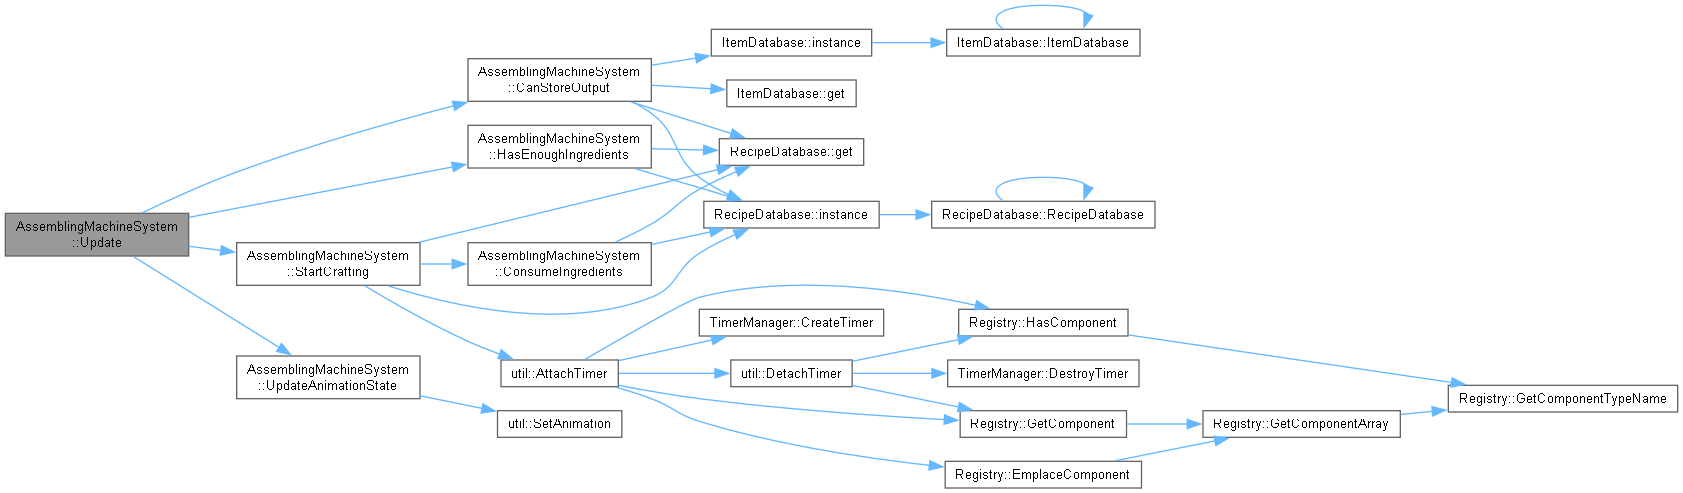 AssemblingMachineSystem
::Update
AssemblingMachineSystem
::CanStoreOutput
AssemblingMachineSystem
::HasEnoughIngredients
AssemblingMachineSystem
::StartCrafting
AssemblingMachineSystem
::UpdateAnimationState
AssemblingMachineSystem
::ConsumeIngredients
util::AttachTimer
util::SetAnimation
ItemDatabase::instance
ItemDatabase::get
RecipeDatabase::get
RecipeDatabase::instance
TimerManager::CreateTimer
util::DetachTimer
ItemDatabase::ItemDatabase
RecipeDatabase::RecipeDatabase
Registry::HasComponent
TimerManager::DestroyTimer
Registry::GetComponent
Registry::EmplaceComponent
Registry::GetComponentArray
Registry::GetComponentTypeName